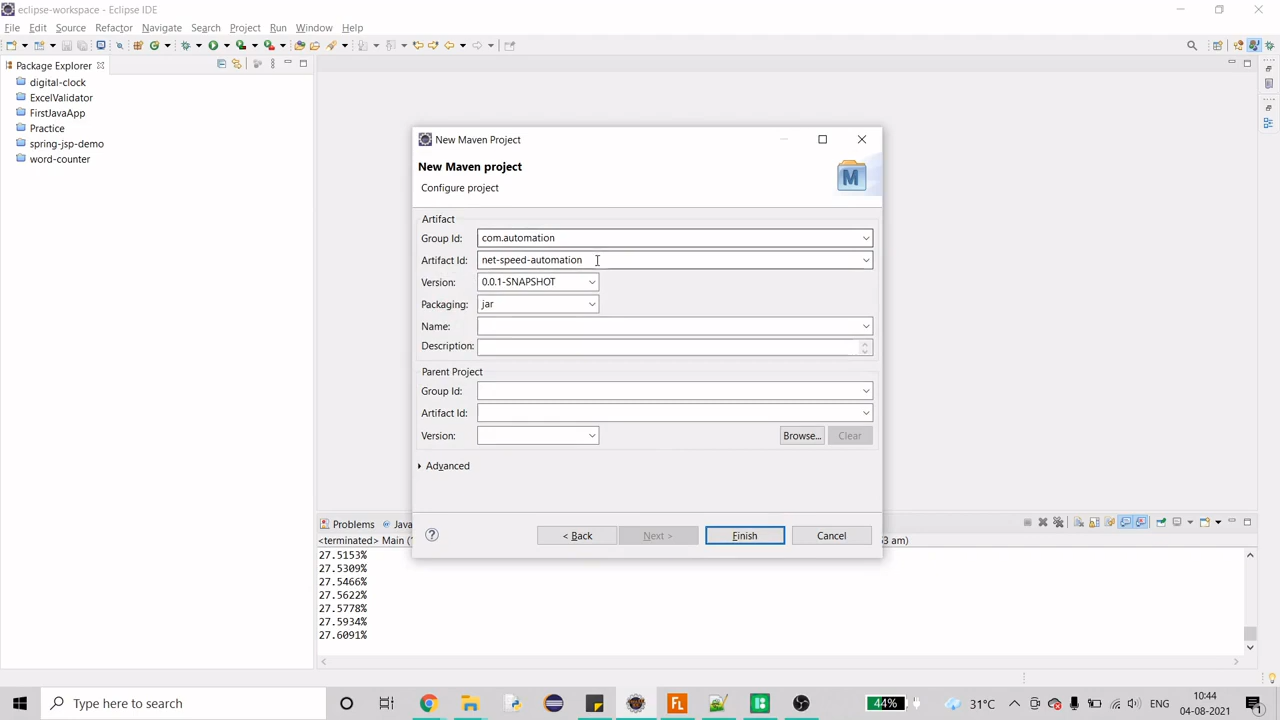 eclipse-workspace - Eclipse IDE
File Edit Source Refactor Navigate Search Project Run Window Help
Package Explorer
digital-clock
ExcelValidator
FirstJavaApp
Practice
spring-jsp-demo
word-counter
New Maven Project
New Maven project
Configure project
M
Artifact
Group Id: com.automation
Artifact Id: net-speed-automation
Version: 0.0.1-SNAPSHOT
Packaging: jar
Name:
Description:
Parent Project
Group Id:
Artifact Id:
Version: Browse... Clear
Advanced
? < Back Next > Finish Cancel
Problems Java
<terminated> Main ( am)
27.5153%
27.5309%
27.5466%
27.5622%
27.5778%
27.5934%
27.6091%
Type here to search FL 44% 31°C ENG 10:44
04-08-2021